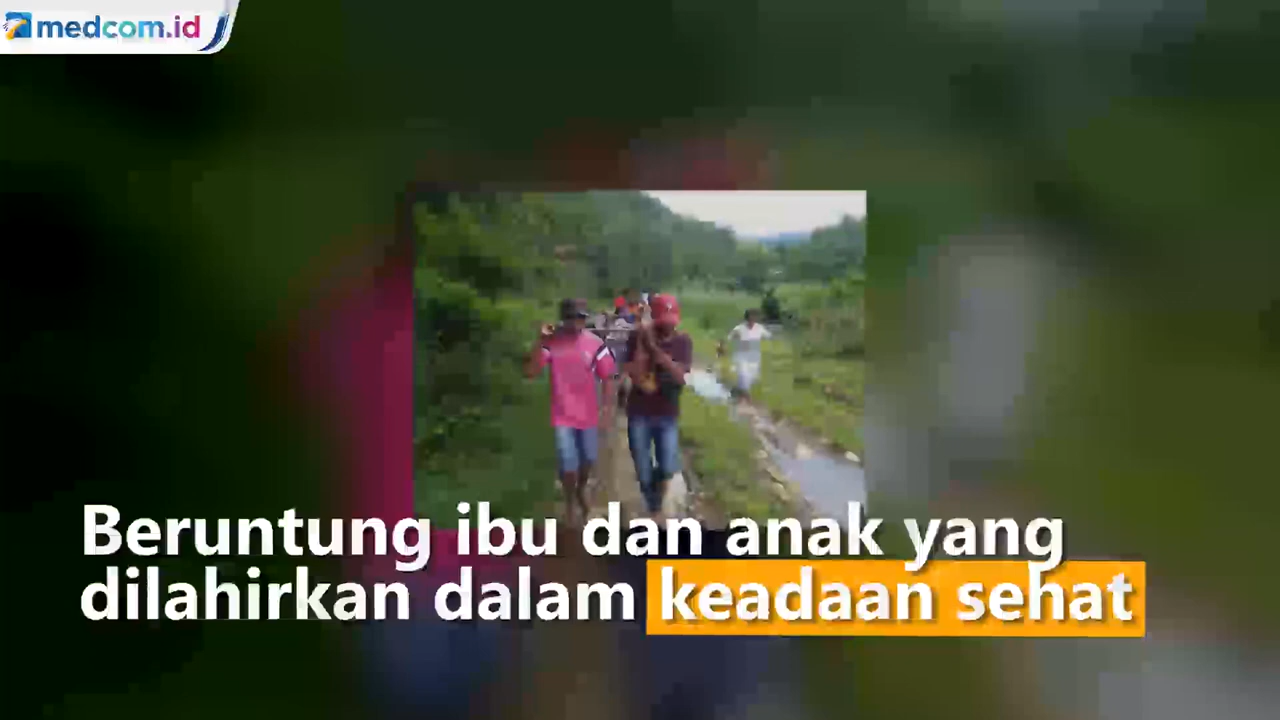 medcom.id
Beruntung ibu dan anak yang
dilahirkan dalam keadaan sehat